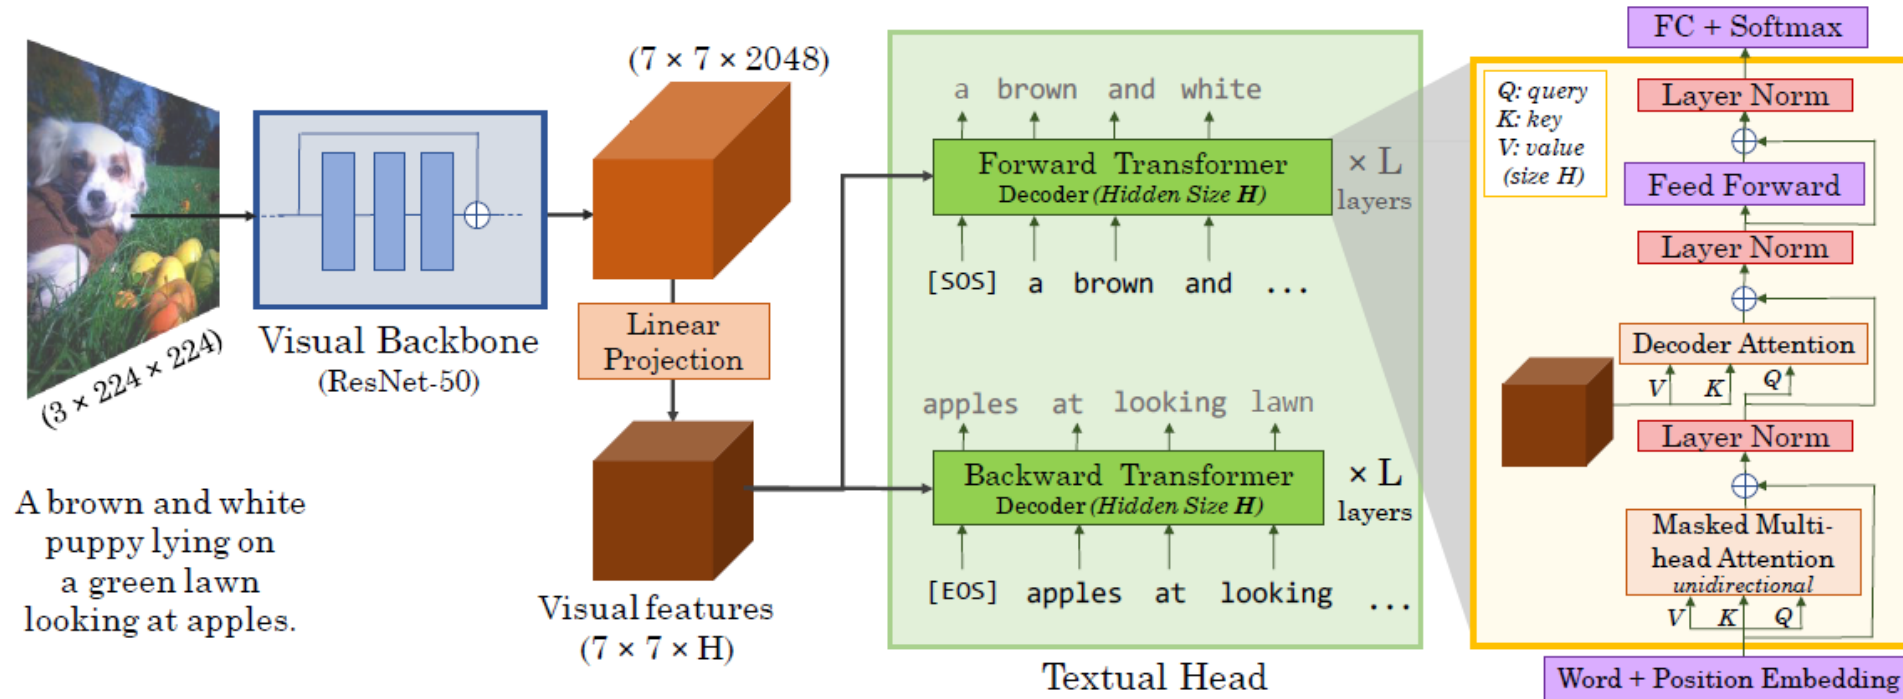 (3 × 224 × 224)
A brown and white
puppy lying on
a green lawn
looking at apples.
Visual Backbone
(ResNet-50)
(7 × 7 × 2048)
Linear
Projection
Visual features
(7 × 7 × H)
a brown and white
Forward Transformer
Decoder (Hidden Size H)
× L
layers
[SOS] a brown and ...
apples at looking lawn
Backward Transformer
Decoder (Hidden Size H)
× L
layers
[EOS] apples at looking ...
Textual Head
FC + Softmax
Q: query
K: key
V: value
(size H)
Layer Norm
Feed Forward
Layer Norm
Decoder Attention
V K Q
Layer Norm
Masked Multi-
head Attention
unidirectional
V K Q
Word + Position Embedding